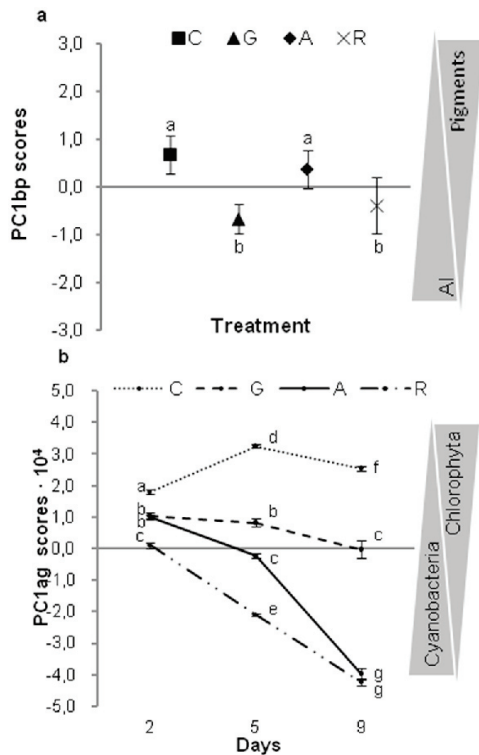 a
C G A R
3,0
2,0
1,0
0,0
-1,0
-2,0
-3,0
PC1bp scores
a
b
a
b
Treatment
Pigments
AI
b
C G A R
5,0
4,0
3,0
2,0
1,0
0,0
-1,0
-2,0
-3,0
-4,0
-5,0
PC1ag scores · 10⁴
a
b
b
c
d
b
c
e
f
c
g
g
2 5 9
Days
Cyanobacteria
Chlorophyta